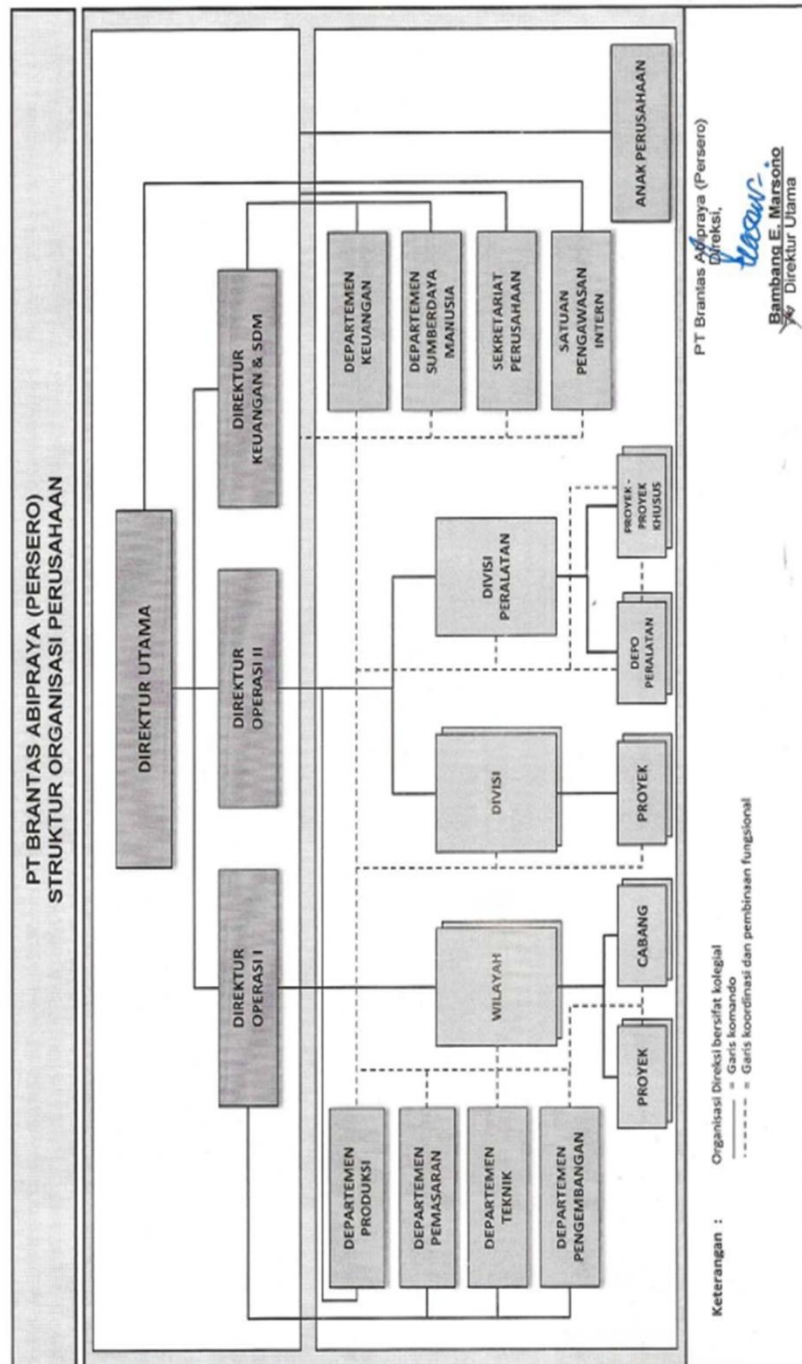 PT BRANTAS ABIPRAYA (PERSERO)
STRUKTUR ORGANISASI PERUSAHAAN
DIREKTUR UTAMA
DIREKTUR
OPERASI I
DIREKTUR
OPERASI II
DIREKTUR
KEUANGAN & SDM
DEPARTEMEN
PRODUKSI
DEPARTEMEN
PEMASARAN
DEPARTEMEN
TEKNIK
DEPARTEMEN
PENGEMBANGAN
WILAYAH
PROYEK
CABANG
DIVISI
PROYEK
DIVISI
PERALATAN
DEPO
PERALATAN
PROYEK -
PROYEK
KHUSUS
DEPARTEMEN
KEUANGAN
DEPARTEMEN
SUMBERDAYA
MANUSIA
SEKRETARIAT
PERUSAHAAN
SATUAN
PENGAWASAN
INTERN
ANAK PERUSAHAAN
Keterangan :
Organisasi Direksi bersifat kolegial
= Garis komando
= Garis koordinasi dan pembinaan fungsional
PT Brantas Abipraya (Persero)
Direksi,
Bambang E. Marsono
Direktur Utama